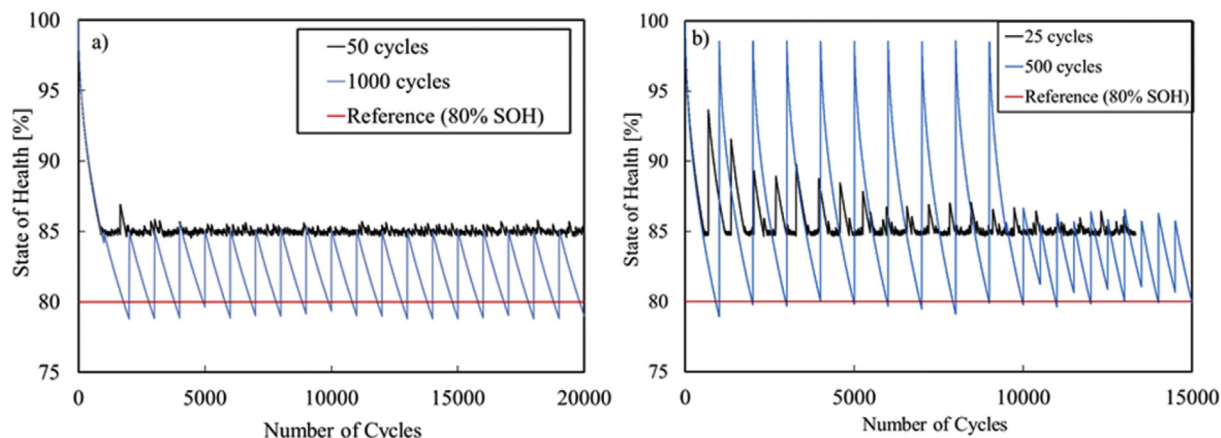 a)
50 cycles
1000 cycles
Reference (80% SOH)
State of Health [%]
100
95
90
85
80
75
0
5000
10000
15000
20000
Number of Cycles
b)
25 cycles
500 cycles
Reference (80% SOH)
State of Health [%]
100
95
90
85
80
75
0
5000
10000
15000
Number of Cycles